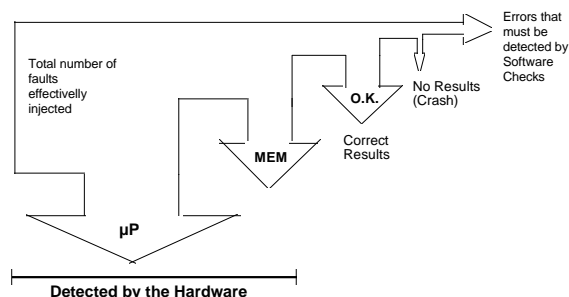 Errors that
must be
detected by
Software
Checks
Total number of
faults
effectivelly
injected
No Results
(Crash)
O.K.
Correct
Results
MEM
µP
Detected by the Hardware